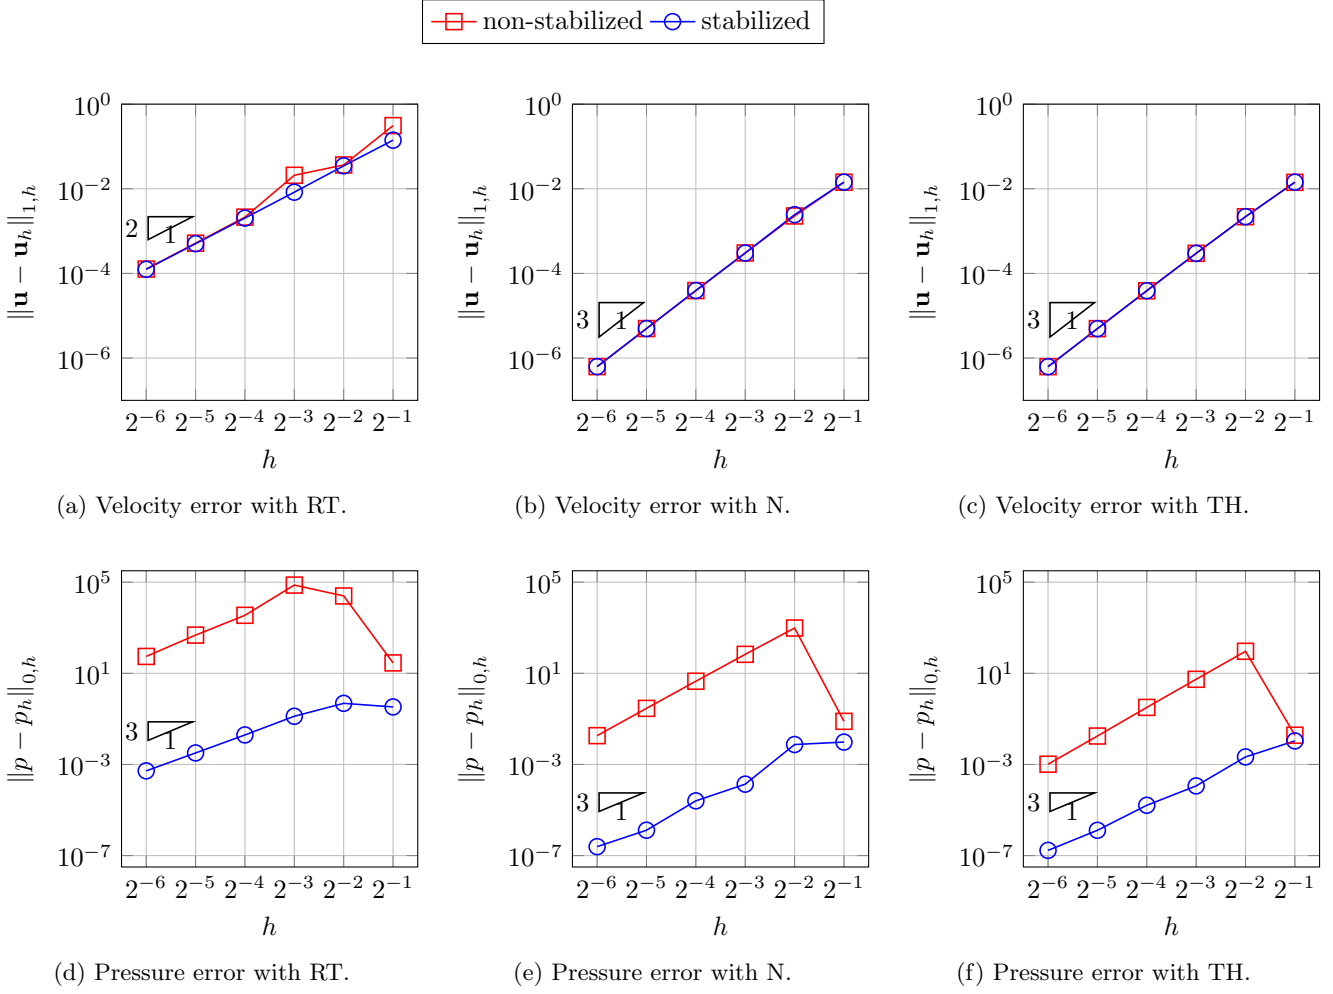 non-stabilized stabilized
10^0
10^{-2}
10^{-4}
10^{-6}
‖u − u_h‖_{1,h}
2
1
2^{-6} 2^{-5} 2^{-4} 2^{-3} 2^{-2} 2^{-1}
h
(a) Velocity error with RT.
10^0
10^{-2}
10^{-4}
10^{-6}
‖u − u_h‖_{1,h}
3
1
2^{-6} 2^{-5} 2^{-4} 2^{-3} 2^{-2} 2^{-1}
h
(b) Velocity error with N.
10^0
10^{-2}
10^{-4}
10^{-6}
‖u − u_h‖_{1,h}
3
1
2^{-6} 2^{-5} 2^{-4} 2^{-3} 2^{-2} 2^{-1}
h
(c) Velocity error with TH.
10^5
10^1
10^{-3}
10^{-7}
‖p − p_h‖_{0,h}
3
1
2^{-6} 2^{-5} 2^{-4} 2^{-3} 2^{-2} 2^{-1}
h
(d) Pressure error with RT.
10^5
10^1
10^{-3}
10^{-7}
‖p − p_h‖_{0,h}
3
1
2^{-6} 2^{-5} 2^{-4} 2^{-3} 2^{-2} 2^{-1}
h
(e) Pressure error with N.
10^5
10^1
10^{-3}
10^{-7}
‖p − p_h‖_{0,h}
3
1
2^{-6} 2^{-5} 2^{-4} 2^{-3} 2^{-2} 2^{-1}
h
(f) Pressure error with TH.